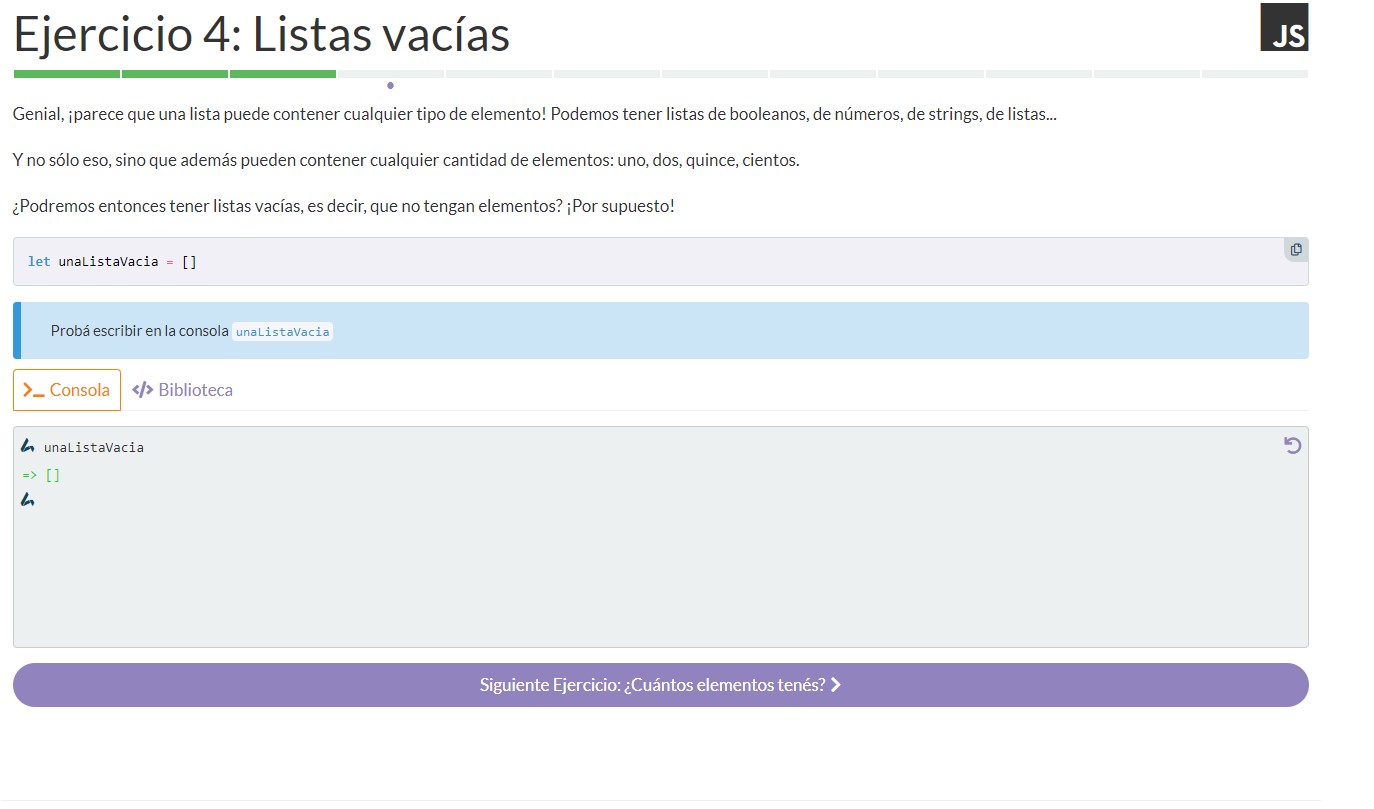 Ejercicio 4: Listas vacías
JS
Genial, ¡parece que una lista puede contener cualquier tipo de elemento! Podemos tener listas de booleanos, de números, de strings, de listas...
Y no sólo eso, sino que además pueden contener cualquier cantidad de elementos: uno, dos, quince, cientos.
¿Podremos entonces tener listas vacías, es decir, que no tengan elementos? ¡Por supuesto!
let unaListaVacia = []
Probá escribir en la consola unaListaVacia
>_ Consola </> Biblioteca
unaListaVacia
=> []
Siguiente Ejercicio: ¿Cuántos elementos tenés?